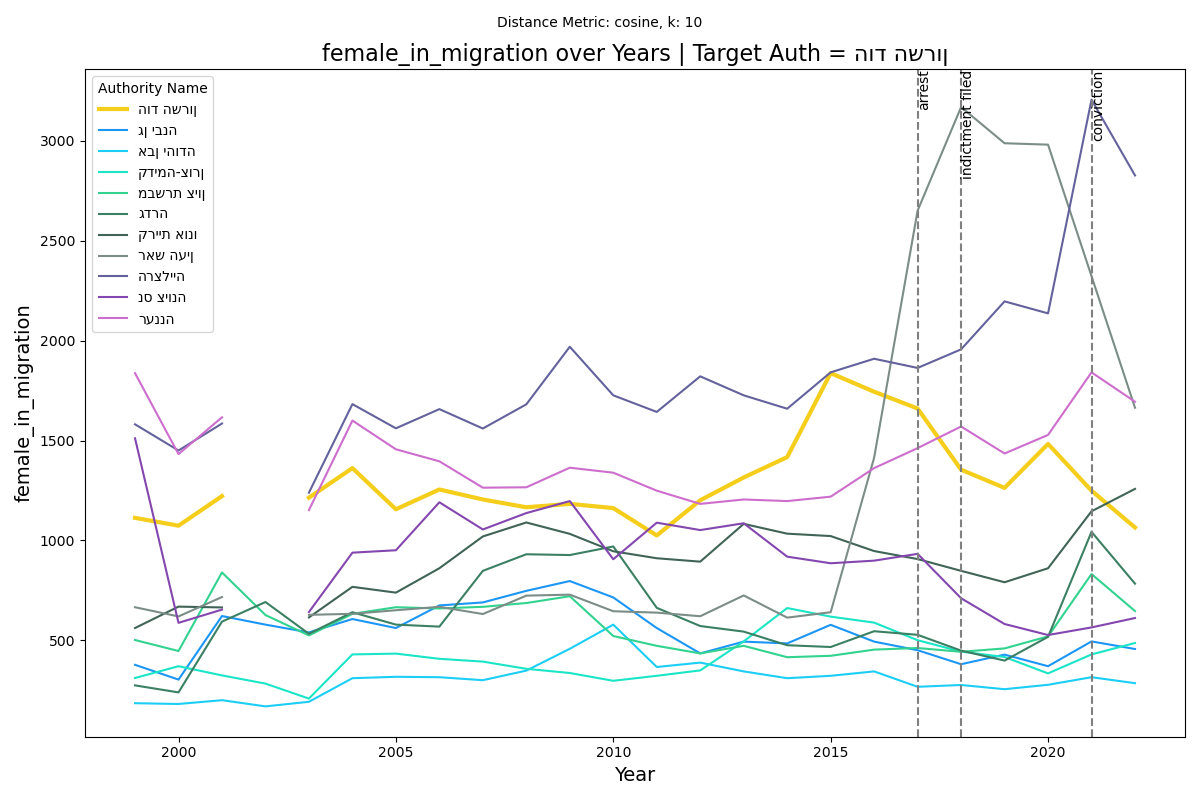 Distance Metric: cosine, k: 10
female_in_migration over Years | Target Auth = הוד השרון
Authority Name
הוד השרון
גן יבנה
אבן יהודה
קדימה-צורן
מבשרת ציון
גדרה
קריית אונו
ראש העין
הרצלייה
נס ציונה
רעננה
arrest
indictment filed
conviction
female_in_migration
3000
2500
2000
1500
1000
500
2000
2005
2010
2015
2020
Year